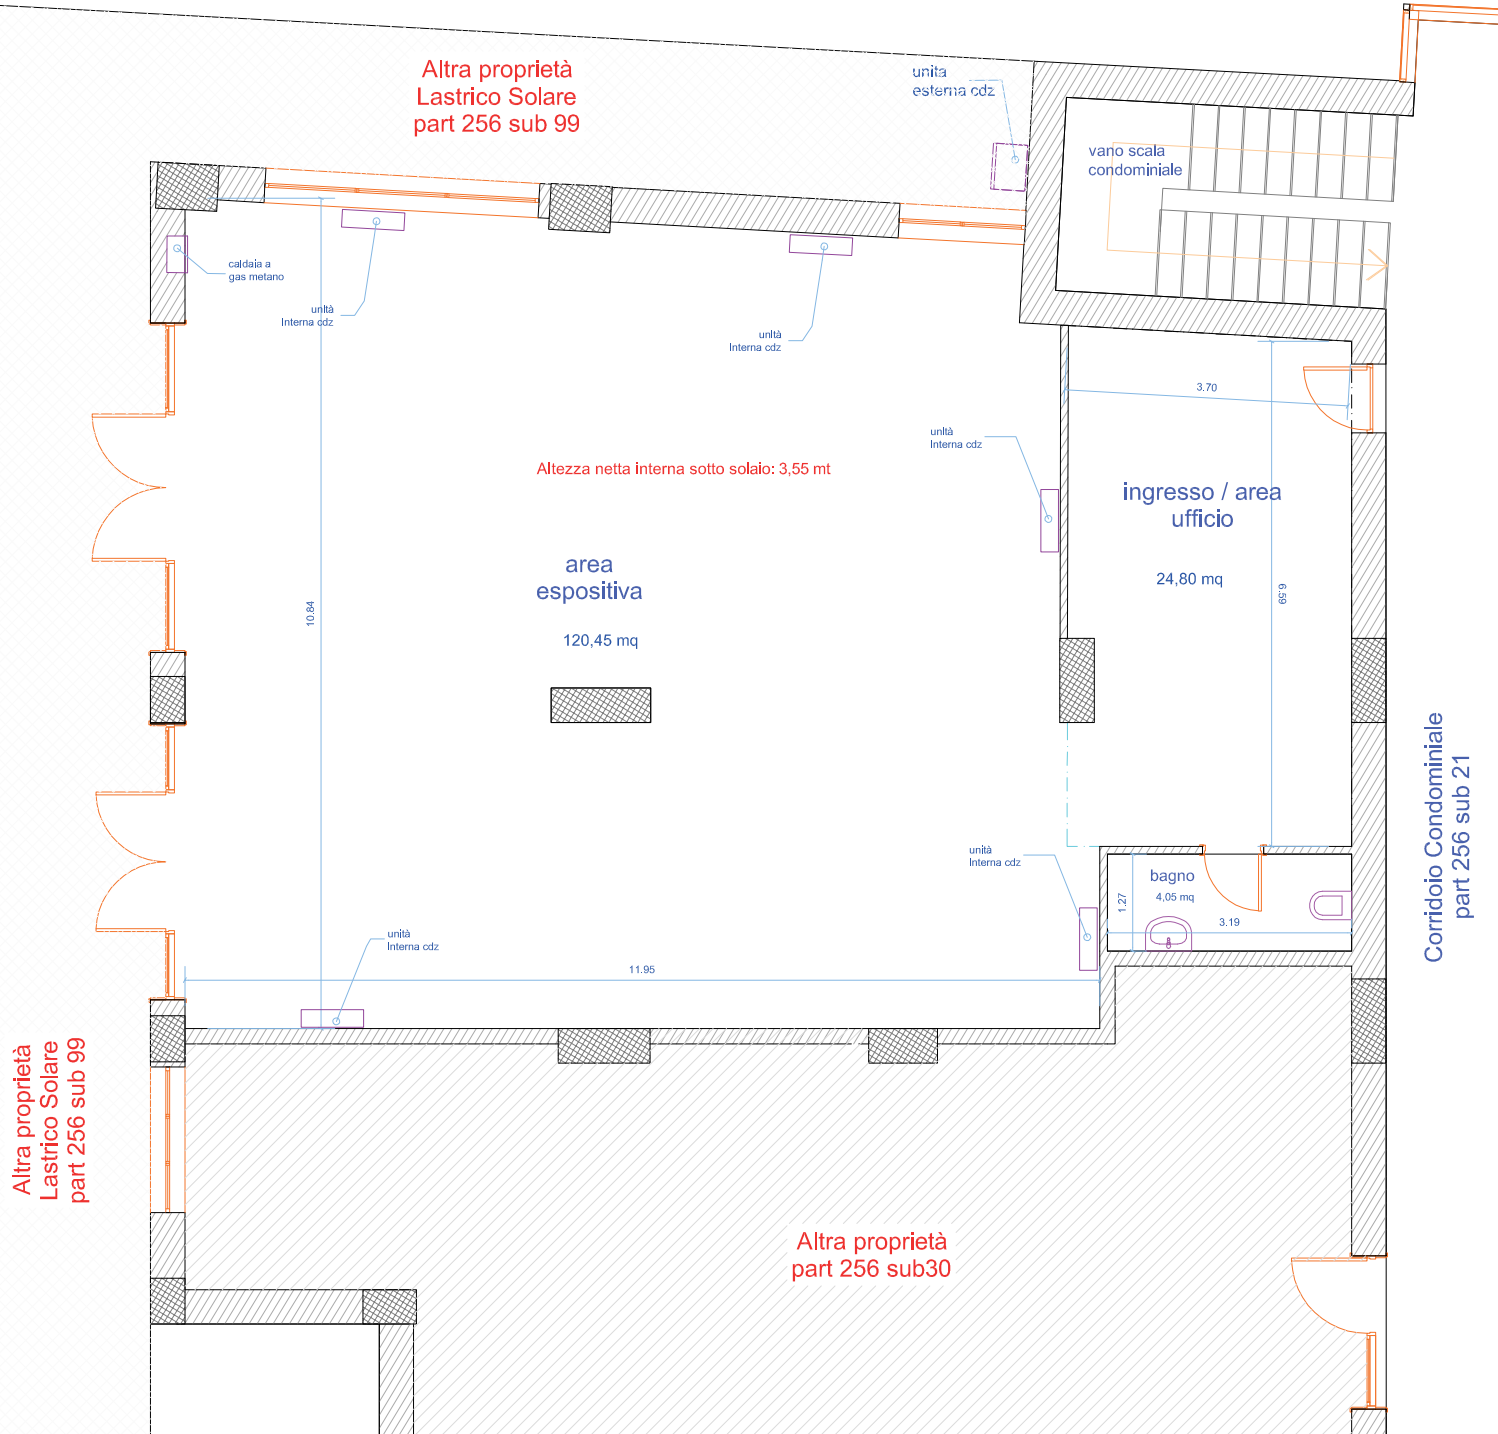 Altra proprietà
Lastrico Solare
part 256 sub 99
unita
esterna cdz
vano scala
condominiale
caldaia a
gas metano
unità
Interna cdz
unità
Interna cdz
3.70
unità
Interna cdz
Altezza netta interna sotto solaio: 3,55 mt
ingresso / area
ufficio
24,80 mq
area
espositiva
120,45 mq
10.84
6.59
Corridoio Condominiale
part 256 sub 21
unità
Interna cdz
bagno
4,05 mq
1.27
3.19
unità
Interna cdz
11.95
Altra proprietà
Lastrico Solare
part 256 sub 99
Altra proprietà
part 256 sub30